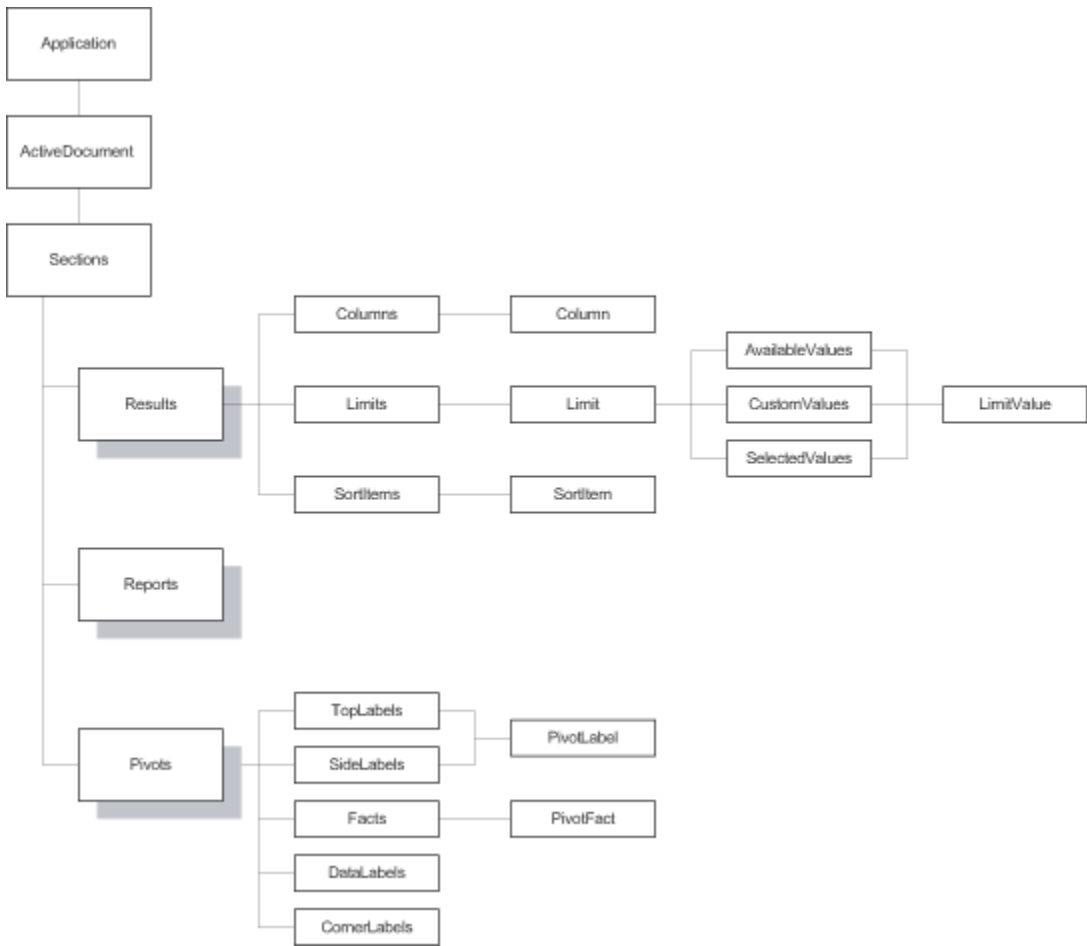 Application
ActiveDocument
Sections
Columns
Column
AvailableValues
Results
Limits
Limit
CustomValues
LimitValue
SelectedValues
SortItems
SortItem
Reports
TopLabels
PivotLabel
Pivots
SideLabels
Facts
PivotFact
DataLabels
CornerLabels